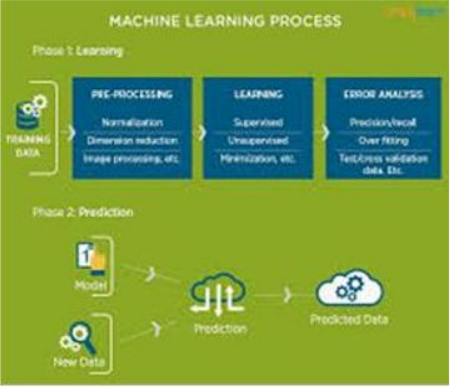 MACHINE LEARNING PROCESS
Phase 1: Learning
TRAINING
DATA
PRE-PROCESSING
Normalization
Dimension reduction
Image processing, etc.
LEARNING
Supervised
Unsupervised
Minimization, etc.
ERROR ANALYSIS
Precision/recall
Over fitting
Test/cross validation
data. Etc.
Phase 2: Prediction
1
Model
New Data
Prediction
Predicted Data